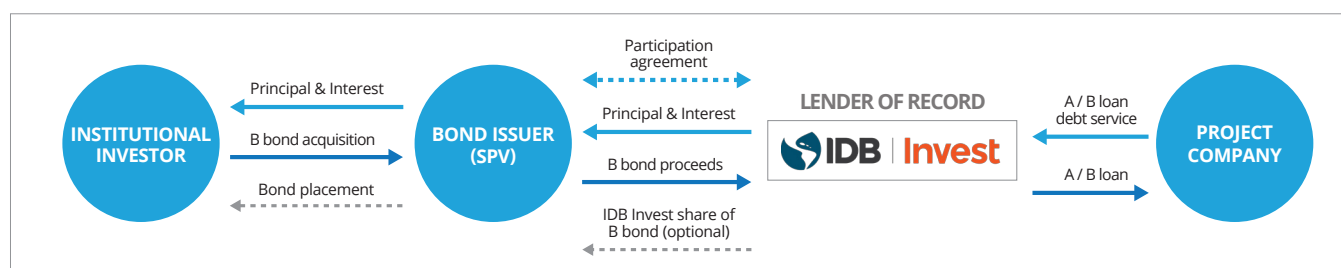 INSTITUTIONAL
INVESTOR
Principal & Interest
B bond acquisition
Bond placement
BOND ISSUER
(SPV)
Participation
agreement
Principal & Interest
B bond proceeds
IDB Invest share of
B bond (optional)
LENDER OF RECORD
IDB Invest
A / B loan
debt service
A / B loan
PROJECT
COMPANY